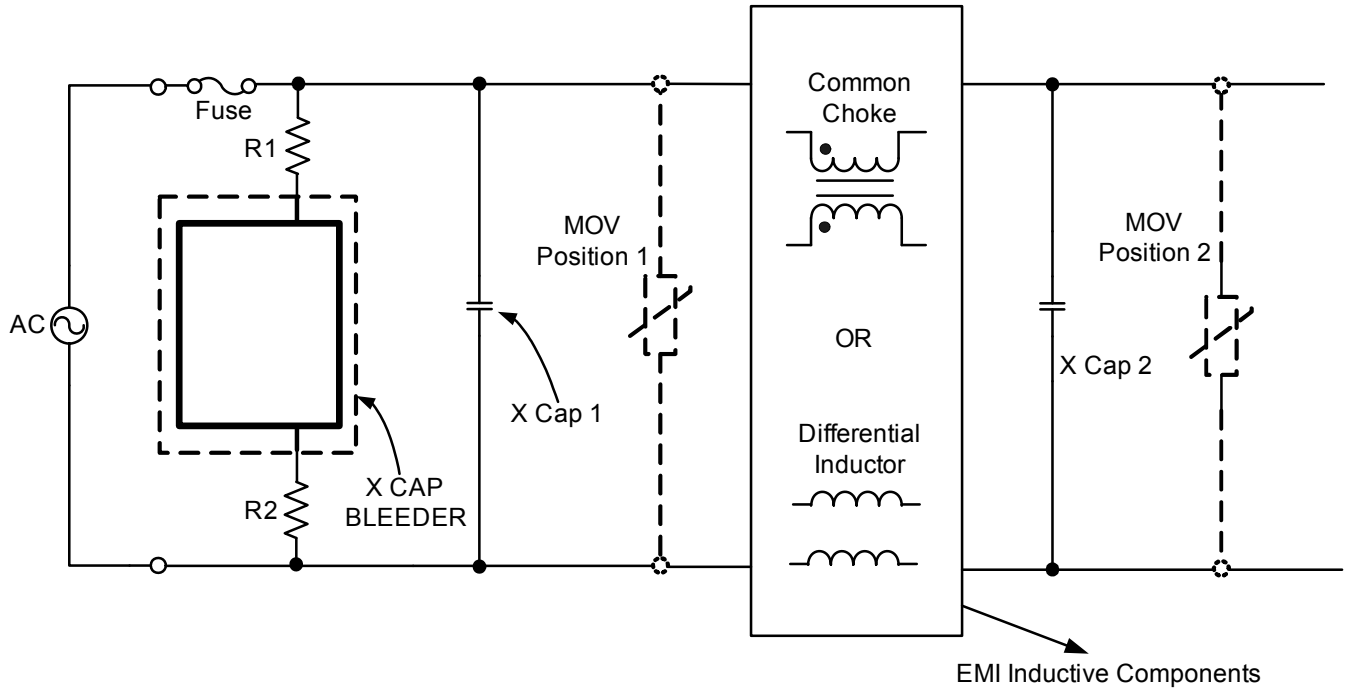 Common
Choke
Fuse
R1
MOV
Position 1
MOV
Position 2
AC
OR
X Cap 2
X Cap 1
Differential
Inductor
X CAP
BLEEDER
R2
EMI Inductive Components